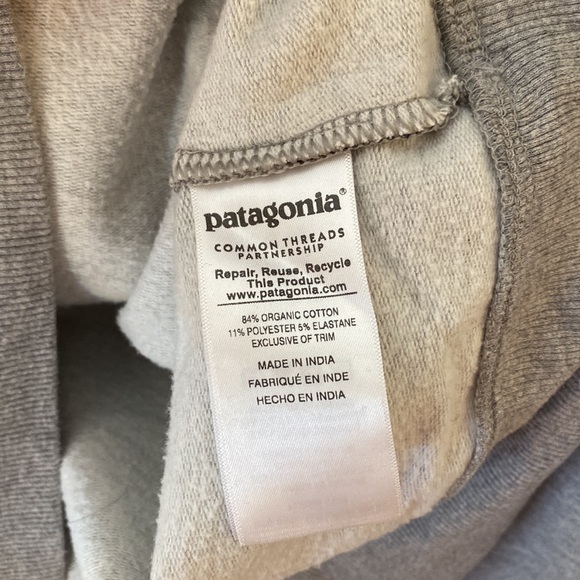 patagonia®
COMMON THREADS
PARTNERSHIP
Repair, Reuse, Recycle
This Product
www.patagonia.com
84% ORGANIC COTTON
11% POLYESTER 5% ELASTANE
EXCLUSIVE OF TRIM
MADE IN INDIA
FABRIQUÉ EN INDE
HECHO EN INDIA